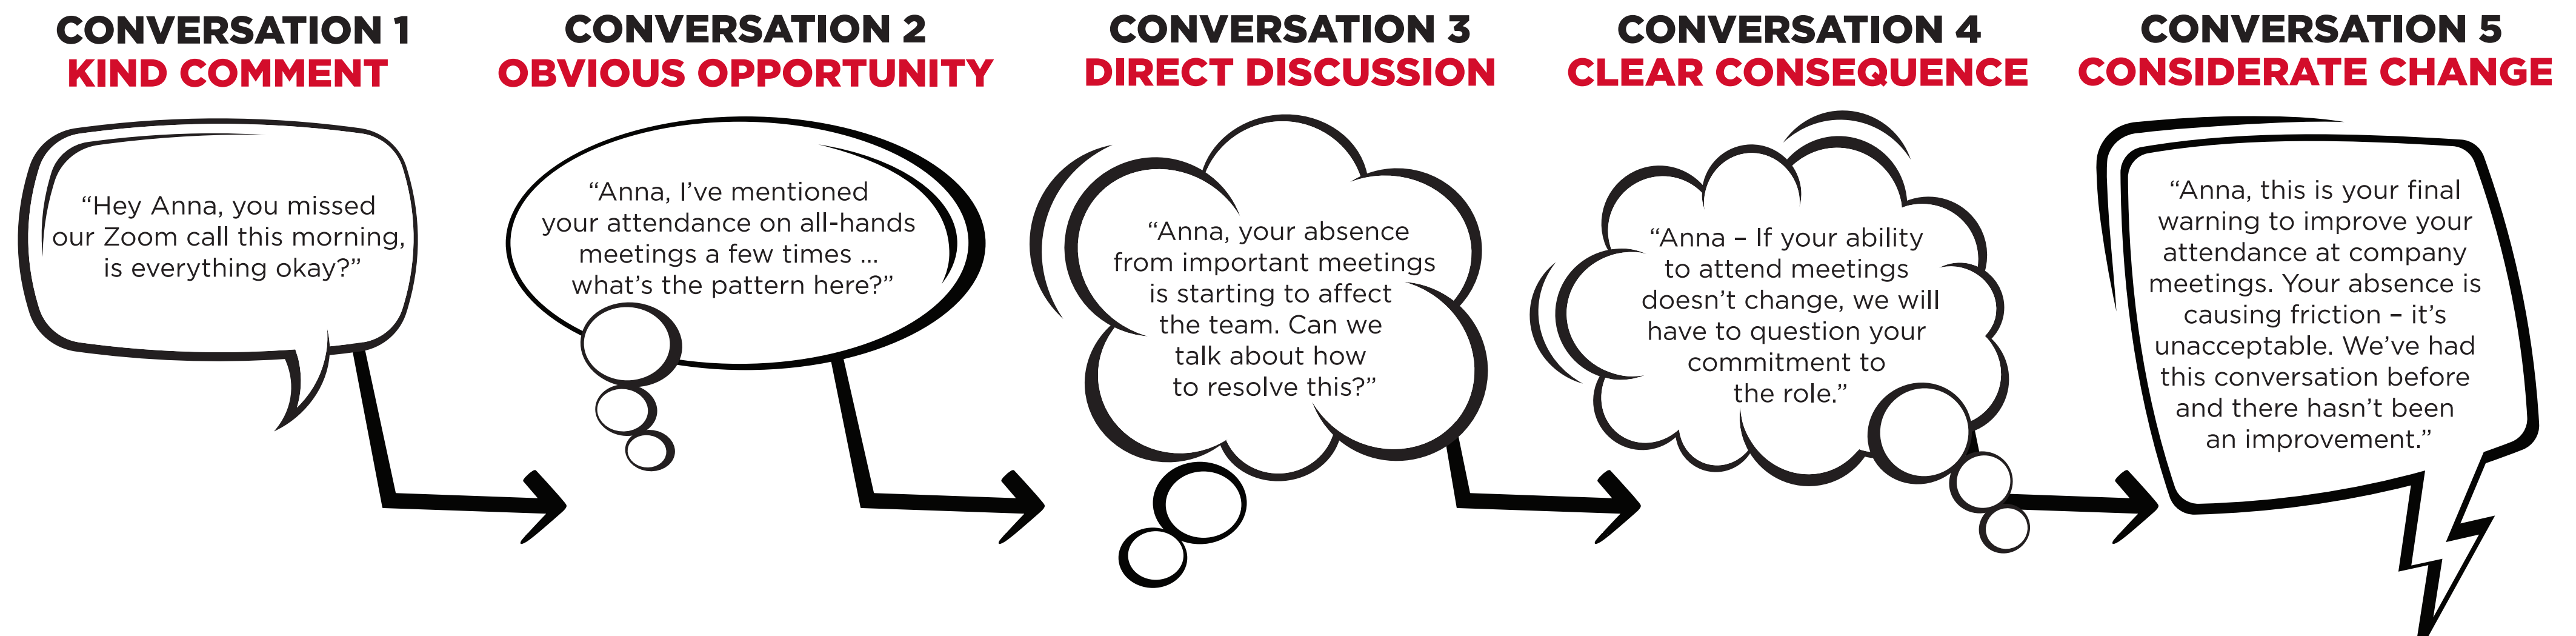 CONVERSATION 1
KIND COMMENT
“Hey Anna, you missed
our Zoom call this morning,
is everything okay?”
CONVERSATION 2
OBVIOUS OPPORTUNITY
“Anna, I’ve mentioned
your attendance on all-hands
meetings a few times ...
what’s the pattern here?”
CONVERSATION 3
DIRECT DISCUSSION
“Anna, your absence
from important meetings
is starting to affect
the team. Can we
talk about how
to resolve this?”
CONVERSATION 4
CLEAR CONSEQUENCE
“Anna – If your ability
to attend meetings
doesn’t change, we will
have to question your
commitment to
the role.”
CONVERSATION 5
CONSIDERATE CHANGE
“Anna, this is your final
warning to improve your
attendance at company
meetings. Your absence is
causing friction – it’s
unacceptable. We’ve had
this conversation before
and there hasn’t been
an improvement.”